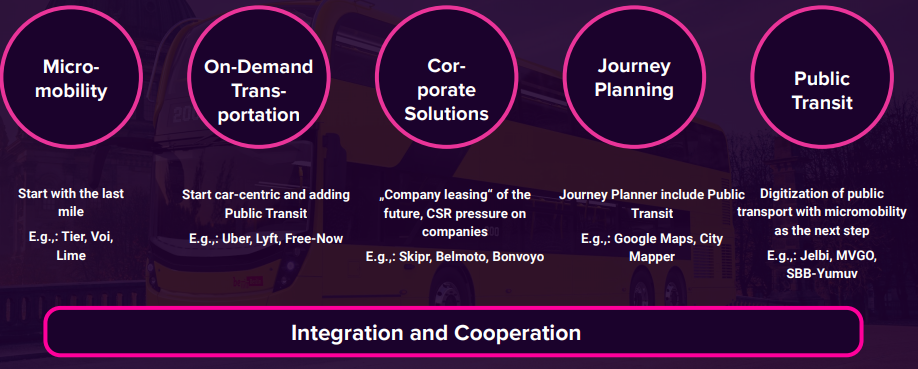 Micro-
mobility
On-Demand
Trans-
portation
Cor-
porate
Solutions
Journey
Planning
Public
Transit
Start with the last
mile
E.g.,: Tier, Voi,
Lime
Start car-centric and adding
Public Transit
E.g.,: Uber, Lyft, Free-Now
„Company leasing“ of the
future, CSR pressure on
companies
E.g.,: Skipr, Belmoto, Bonvoyo
Journey Planner include Public
Transit
E.g.,: Google Maps, City
Mapper
Digitization of public
transport with micromobility
as the next step
E.g.,: Jelbi, MVGO,
SBB-Yumuv
Integration and Cooperation